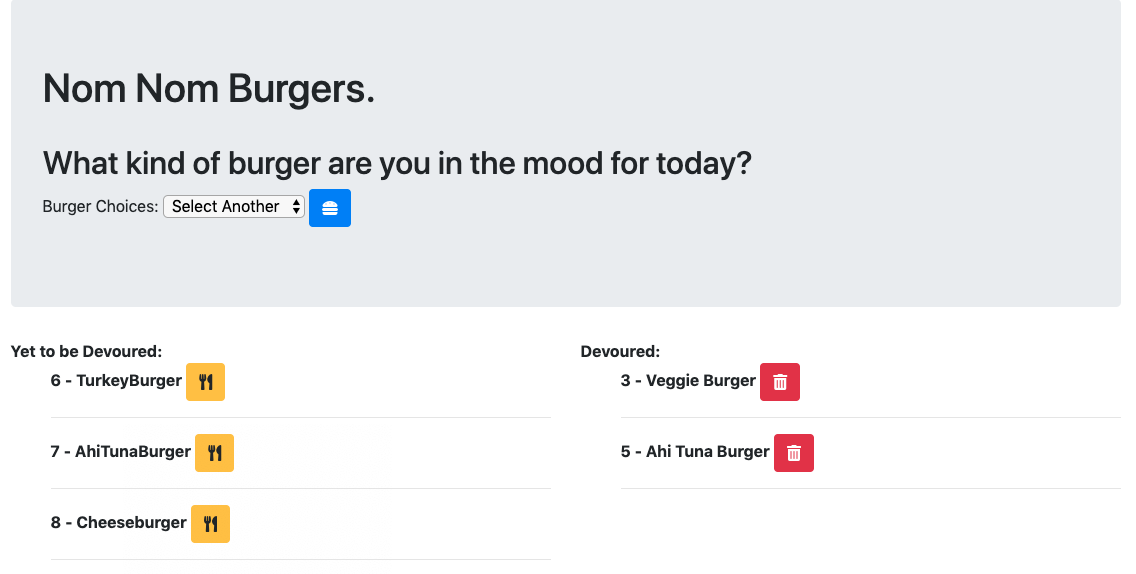 Nom Nom Burgers.
What kind of burger are you in the mood for today?
Burger Choices: Select Another
Yet to be Devoured:
6 - TurkeyBurger
7 - AhiTunaBurger
8 - Cheeseburger
Devoured:
3 - Veggie Burger
5 - Ahi Tuna Burger